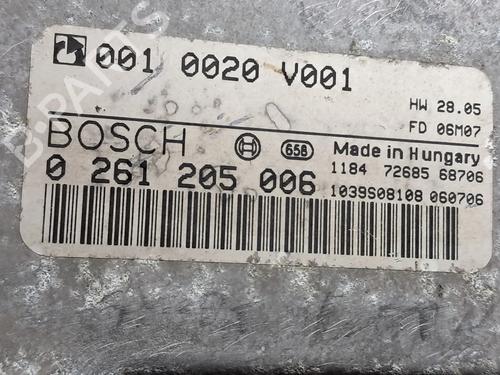 001 0020 V001
HW 28.05
FD 06M07
BOSCH
658
Made in Hungary
0 261 205 006
1184 72685 68706
1039S08108 060706
B-PARTS